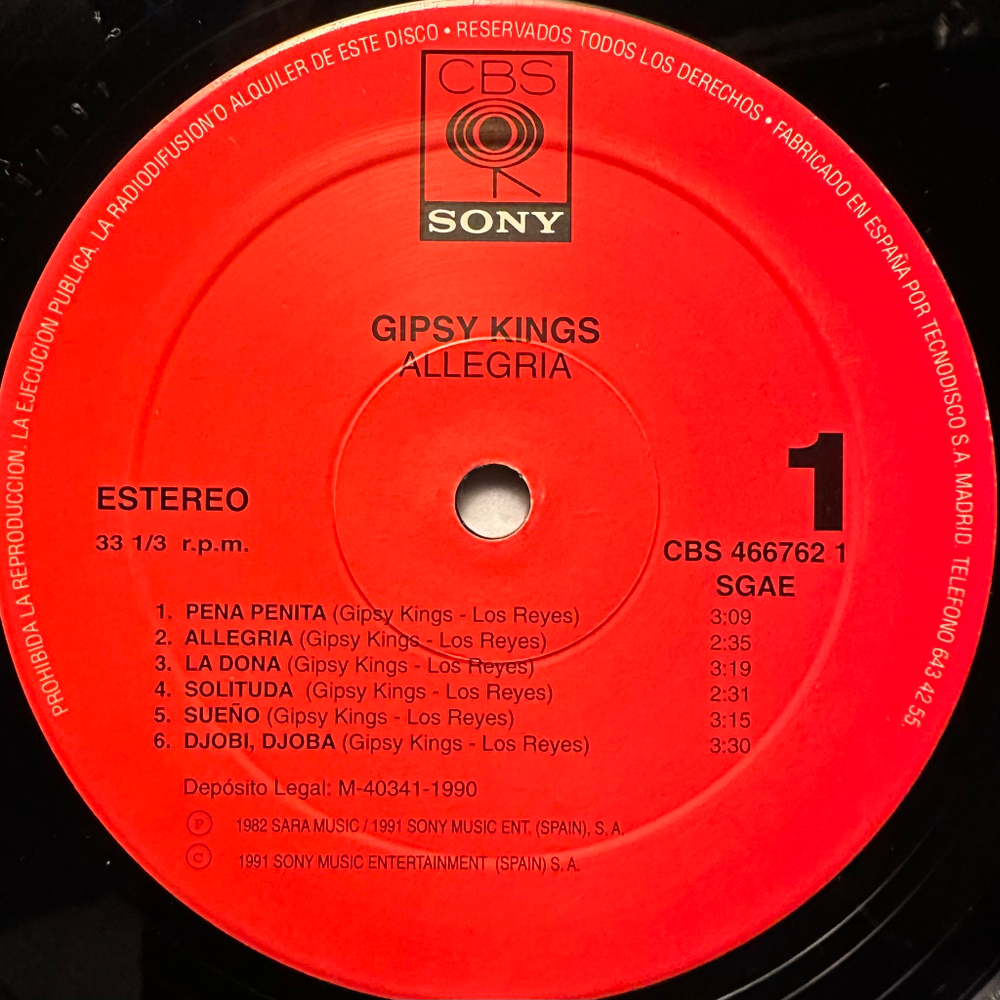 PROHIBIDA LA REPRODUCCION. LA EJECUCION PUBLICA. LA RADIODIFUSION O ALQUILER DE ESTE DISCO • RESERVADOS TODOS LOS DERECHOS • FABRICADO EN ESPAÑA POR TECNODISCO S.A. MADRID. TELEFONO 643 42 55.
CBS
SONY
GIPSY KINGS
ALLEGRIA
1
ESTEREO
33 1/3 r.p.m.
CBS 466762 1
SGAE
1. PENA PENITA (Gipsy Kings - Los Reyes) 3:09
2. ALLEGRIA (Gipsy Kings - Los Reyes) 2:35
3. LA DONA (Gipsy Kings - Los Reyes) 3:19
4. SOLITUDA (Gipsy Kings - Los Reyes) 2:31
5. SUEÑO (Gipsy Kings - Los Reyes) 3:15
6. DJOBI, DJOBA (Gipsy Kings - Los Reyes) 3:30
Depósito Legal: M-40341-1990
Ⓟ 1982 SARA MUSIC / 1991 SONY MUSIC ENT. (SPAIN), S, A.
Ⓒ 1991 SONY MUSIC ENTERTAINMENT (SPAIN) S. A.